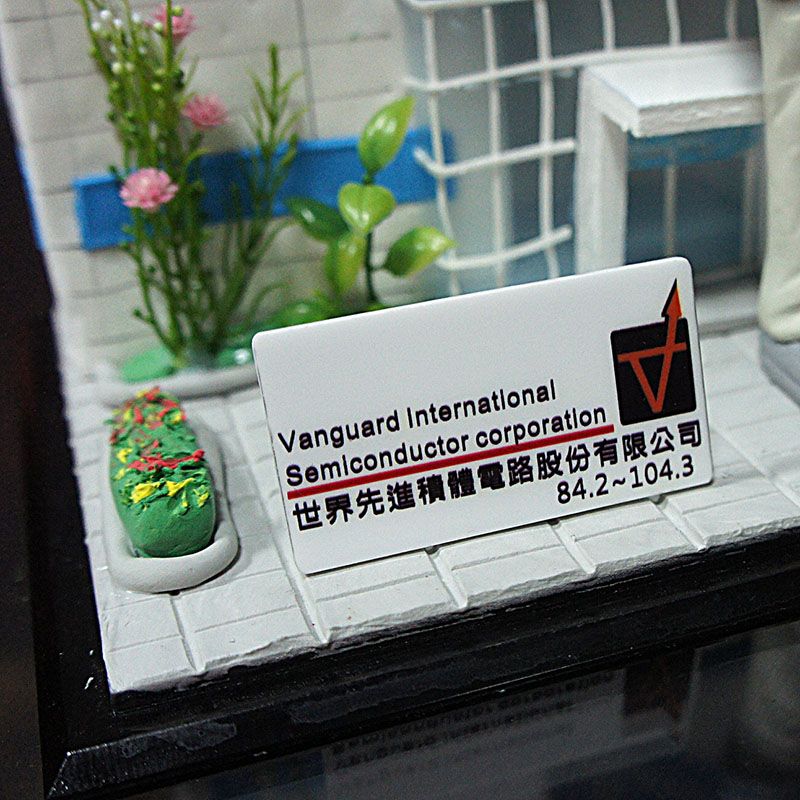 Vanguard International
Semiconductor corporation
世界先進積體電路股份有限公司
84.2~104.3